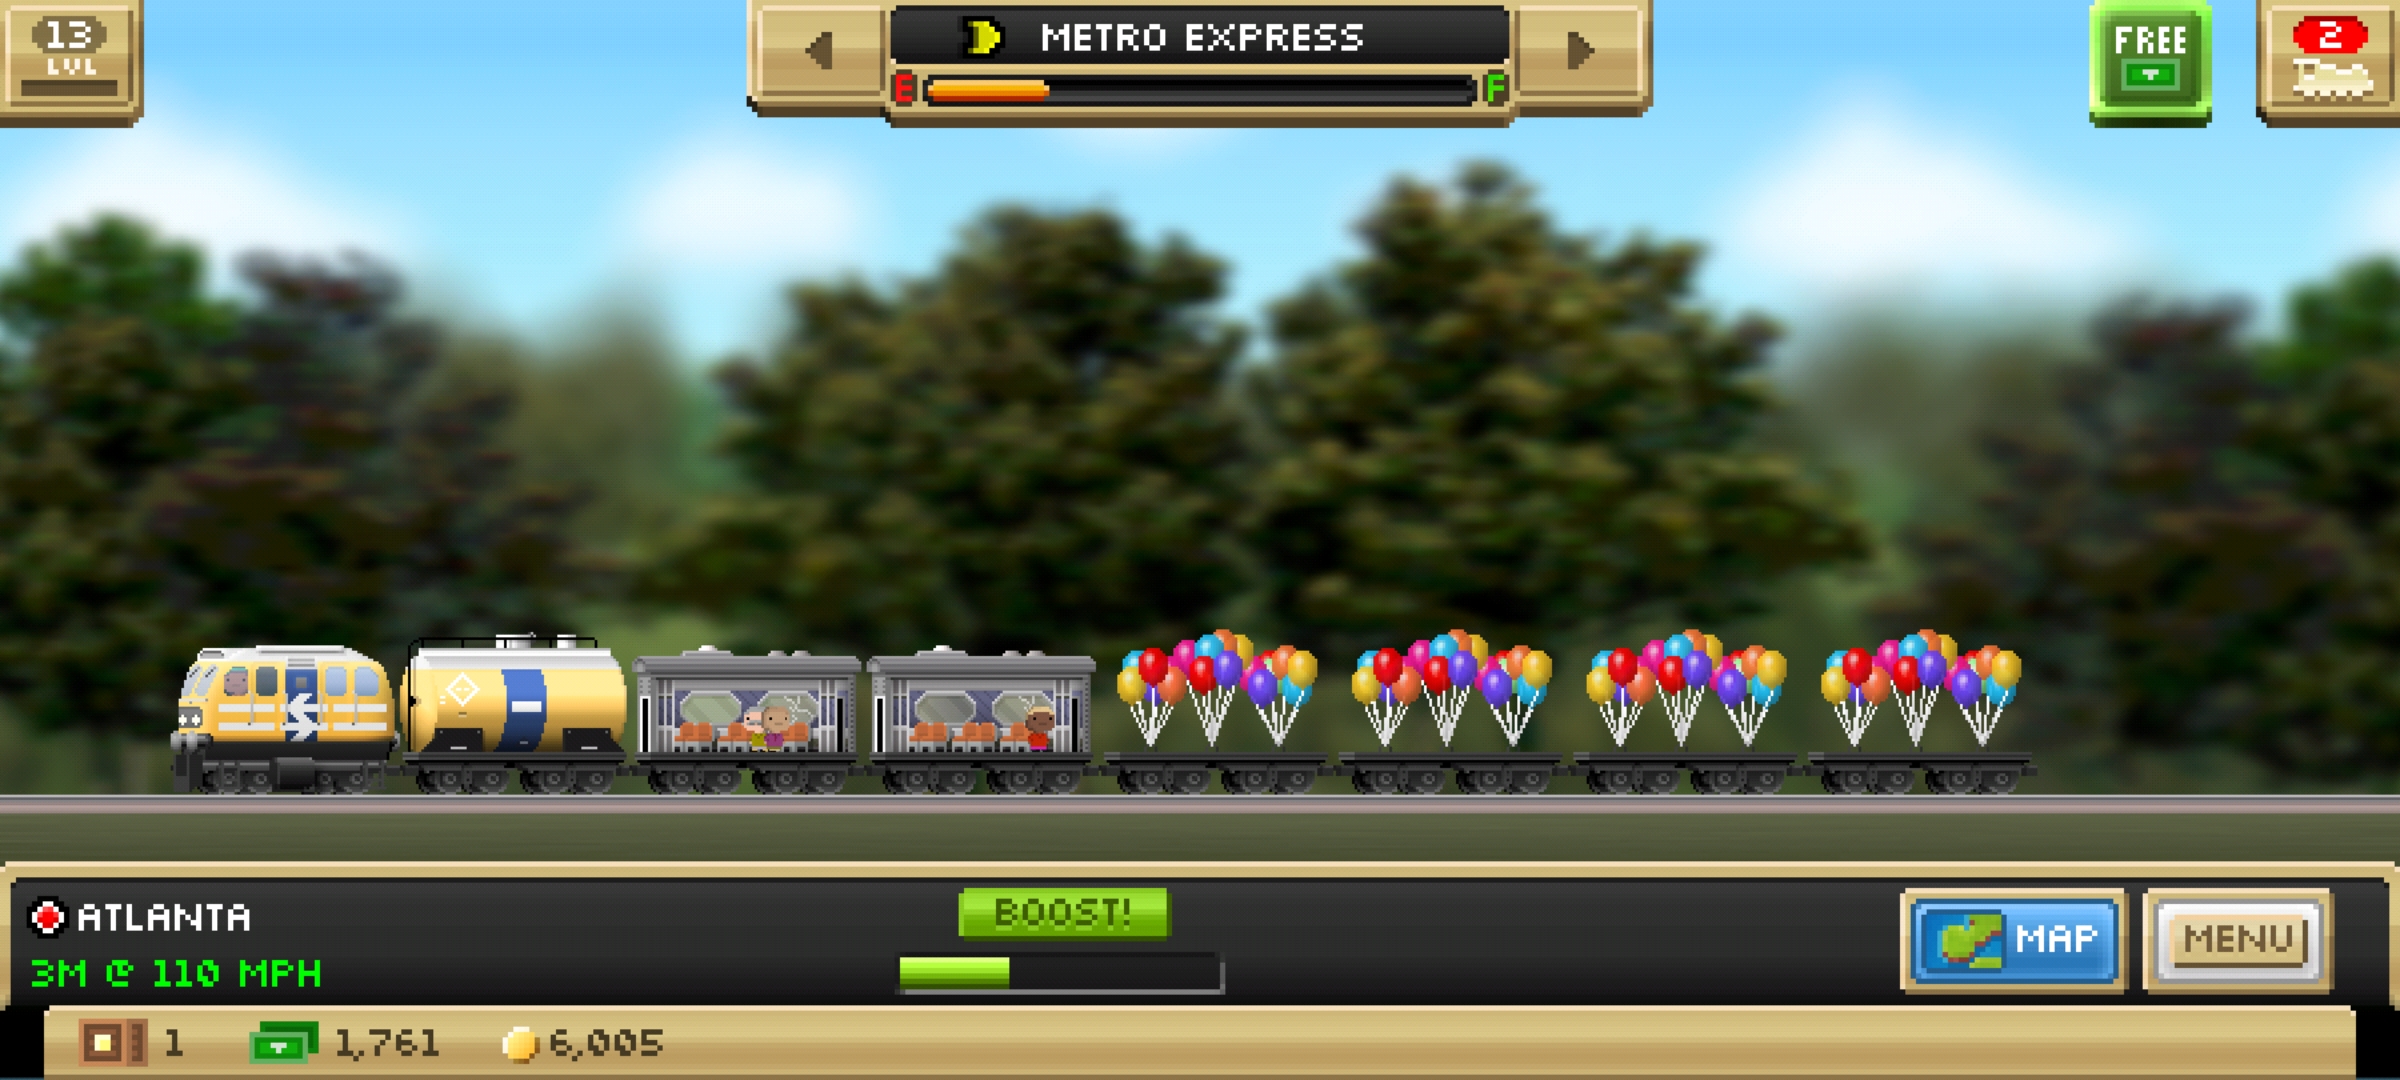 13
LVL
METRO EXPRESS
E F
FREE
2
ATLANTA
3M @ 110 MPH
BOOST!
MAP
MENU
1
1,761
6,005